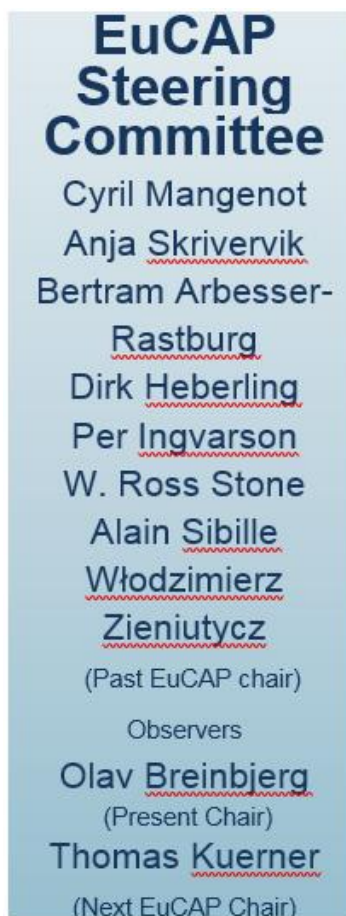 EuCAP
Steering
Committee
Cyril Mangenot
Anja Skrivervik
Bertram Arbesser-
Rastburg
Dirk Heberling
Per Ingvarson
W. Ross Stone
Alain Sibille
Włodzimierz
Zieniutycz
(Past EuCAP chair)
Observers
Olav Breinbjerg
(Present Chair)
Thomas Kuerner
(Next EuCAP Chair)